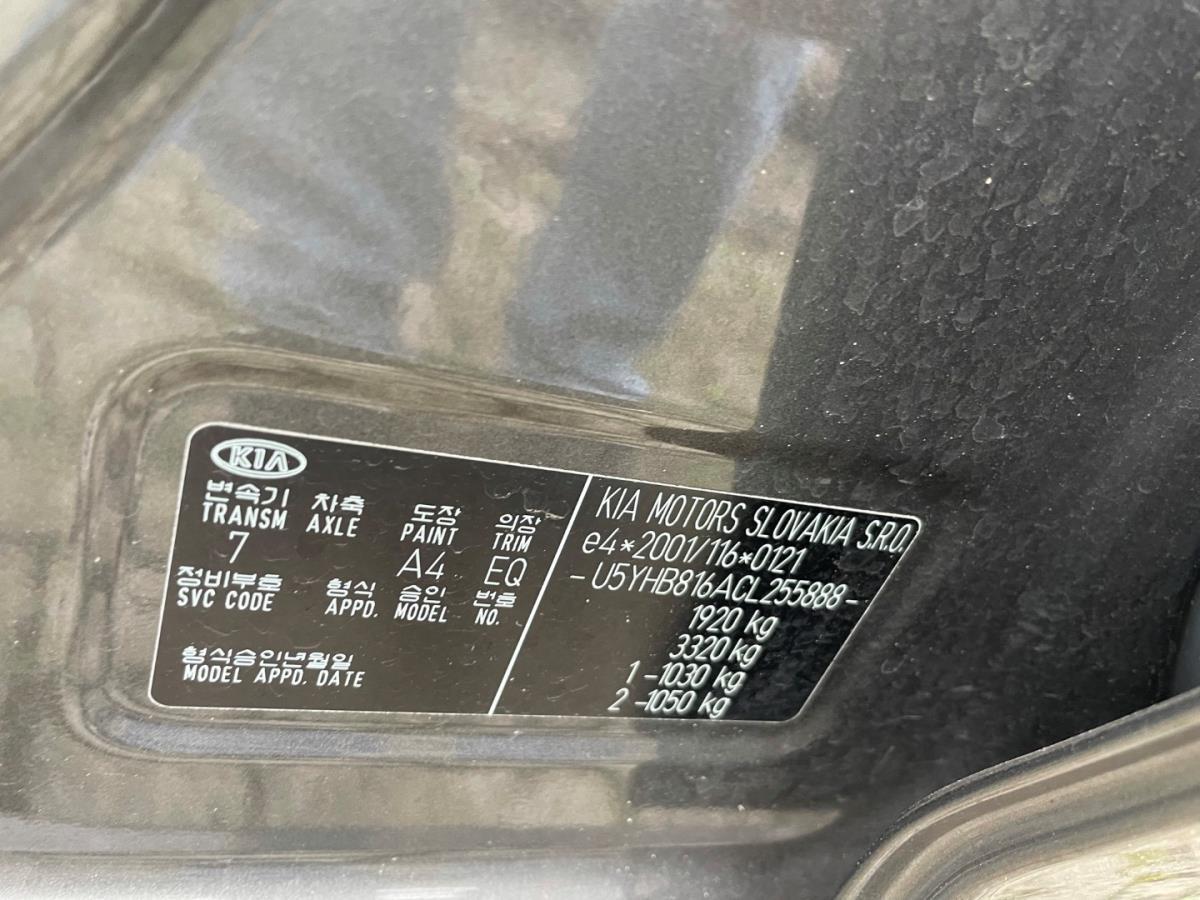 KIA
변속기 차축 도장 의장
TRANSM AXLE PAINT TRIM
7 A4 EQ
정비부호 형식 승인 번호
SVC CODE APPD. MODEL NO.
형식승인년월일
MODEL APPD. DATE
KIA MOTORS SLOVAKIA S.R.O.
e4*2001/116*0121
-U5YHB816ACL255888-
1920 kg
3320 kg
1 -1030 kg
2 -1050 kg